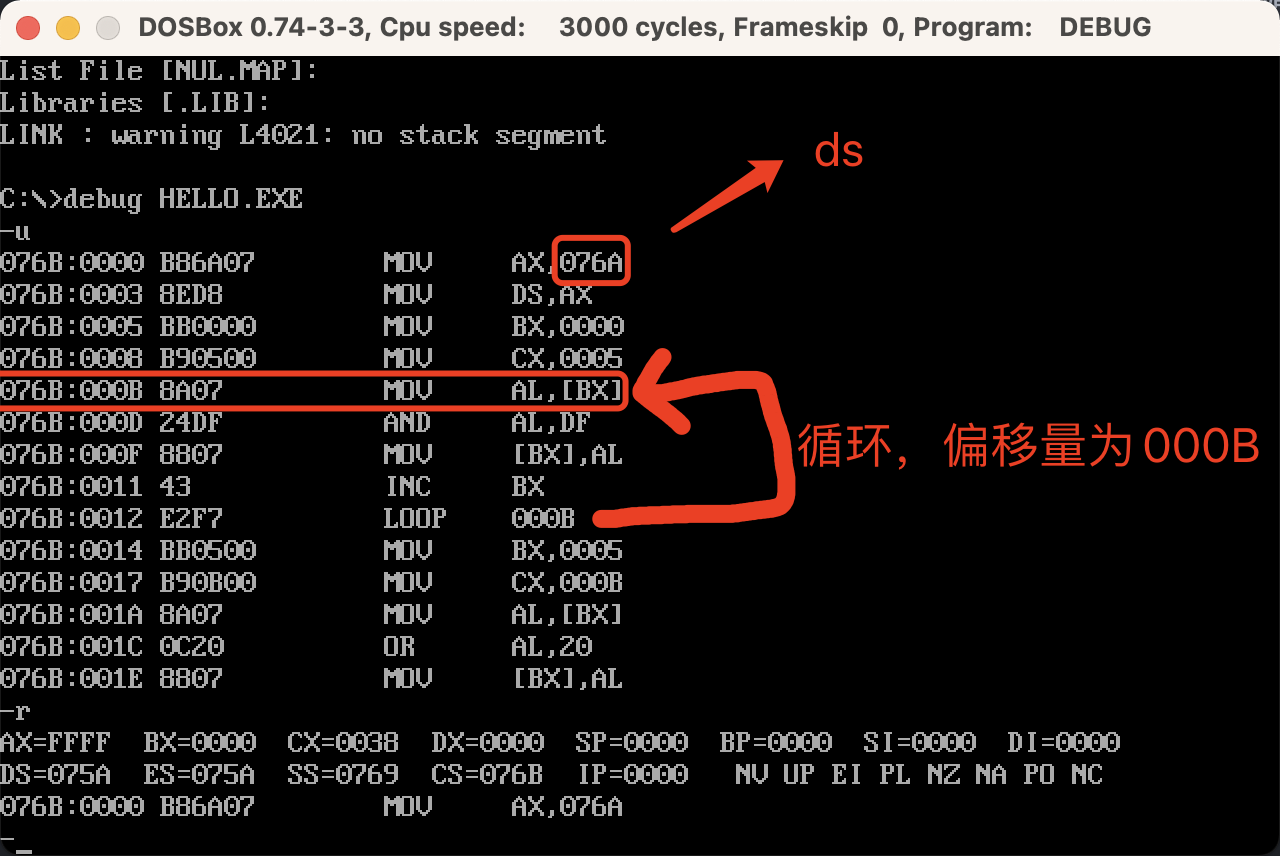 DOSBox 0.74-3-3, Cpu speed: 3000 cycles, Frameskip 0, Program: DEBUG
List File [NUL.MAP]:
Libraries [.LIB]:
LINK : warning L4021: no stack segment
ds
C:\>debug HELLO.EXE
-u
076B:0000 B86A07 MOV AX,076A
076B:0003 8ED8 MOV DS,AX
076B:0005 BB0000 MOV BX,0000
076B:0008 B90500 MOV CX,0005
076B:000B 8A07 MOV AL,[BX]
076B:000D 24DF AND AL,DF
循环，偏移量为000B
076B:000F 8807 MOV [BX],AL
076B:0011 43 INC BX
076B:0012 E2F7 LOOP 000B
076B:0014 BB0500 MOV BX,0005
076B:0017 B90B00 MOV CX,000B
076B:001A 8A07 MOV AL,[BX]
076B:001C 0C20 OR AL,20
076B:001E 8807 MOV [BX],AL
-r
AX=FFFF BX=0000 CX=0038 DX=0000 SP=0000 BP=0000 SI=0000 DI=0000
DS=075A ES=075A SS=0769 CS=076B IP=0000 NV UP EI PL NZ NA PO NC
076B:0000 B86A07 MOV AX,076A
-_